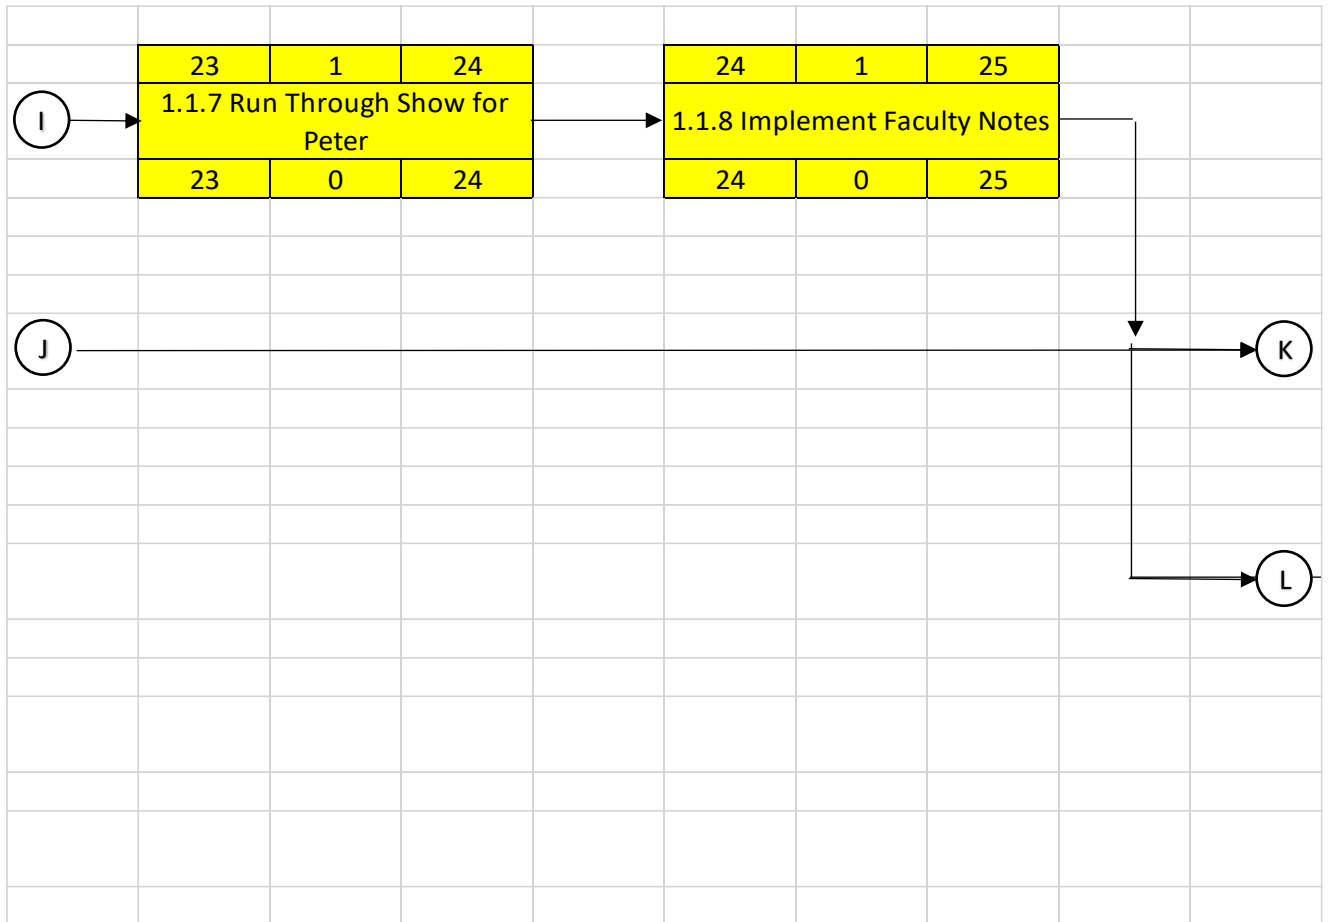 23 1 24 24 1 25
I
1.1.7 Run Through Show for
Peter
1.1.8 Implement Faculty Notes
23 0 24 24 0 25
J
K
L